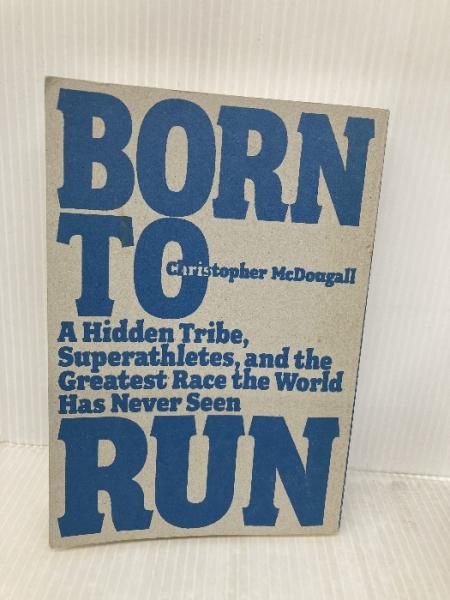 BORN
TO
Christopher McDougall
A Hidden Tribe,
Superathletes, and the
Greatest Race the World
Has Never Seen
RUN